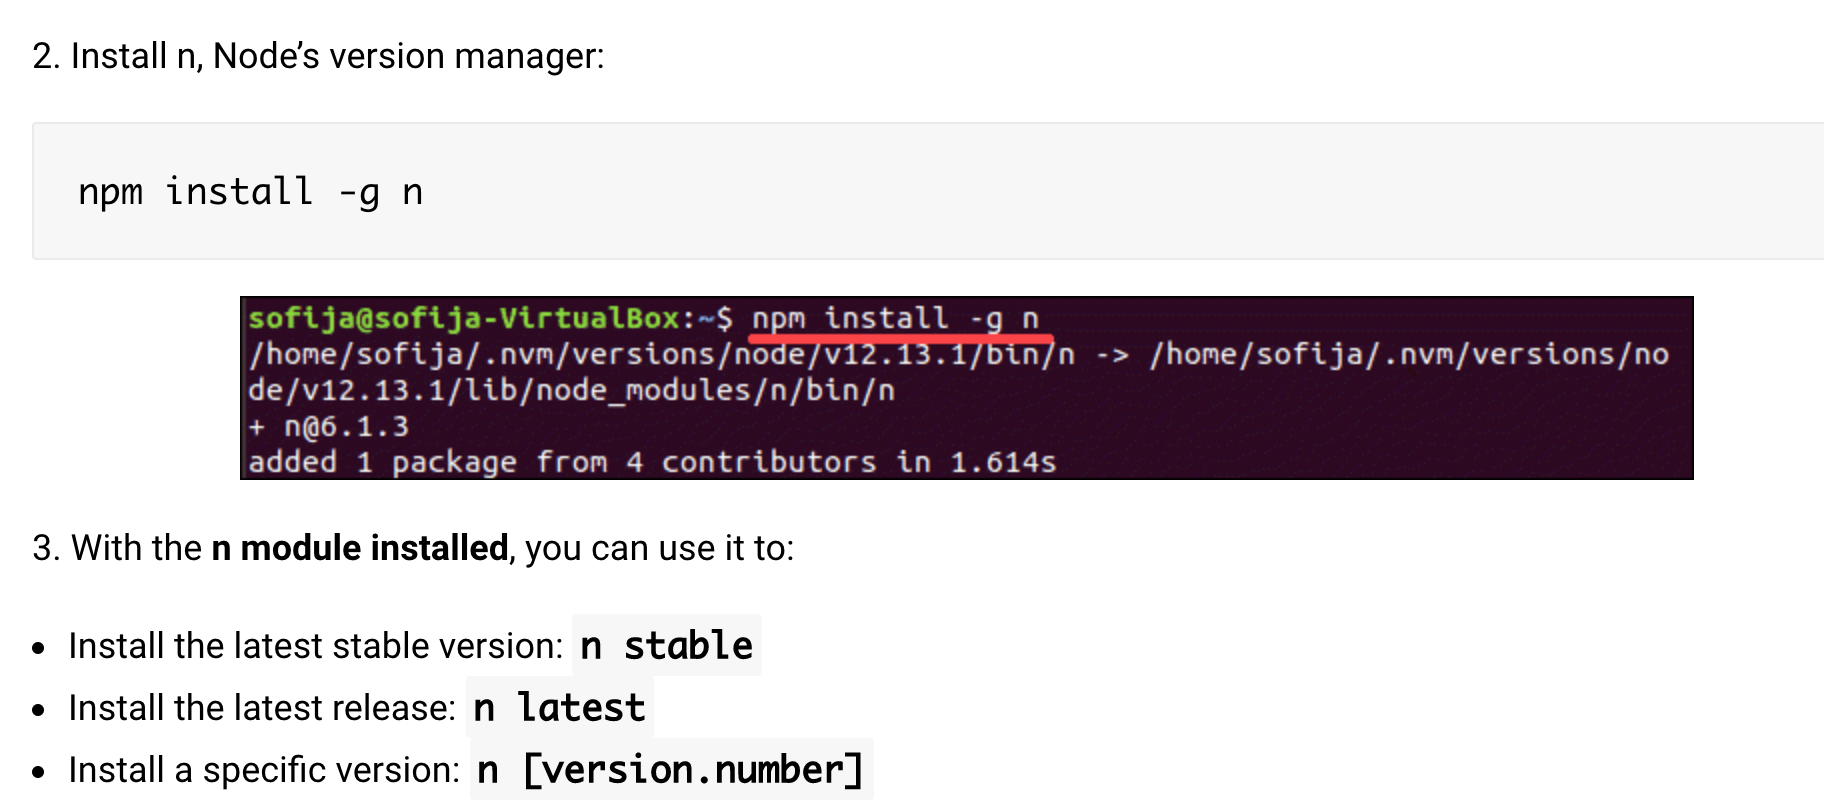 2. Install n, Node’s version manager:
npm install -g n
sofija@sofija-VirtualBox:~$ npm install -g n
/home/sofija/.nvm/versions/node/v12.13.1/bin/n -> /home/sofija/.nvm/versions/no
de/v12.13.1/lib/node_modules/n/bin/n
+ n@6.1.3
added 1 package from 4 contributors in 1.614s
3. With the n module installed, you can use it to:
• Install the latest stable version: n stable
• Install the latest release: n latest
• Install a specific version: n [version.number]